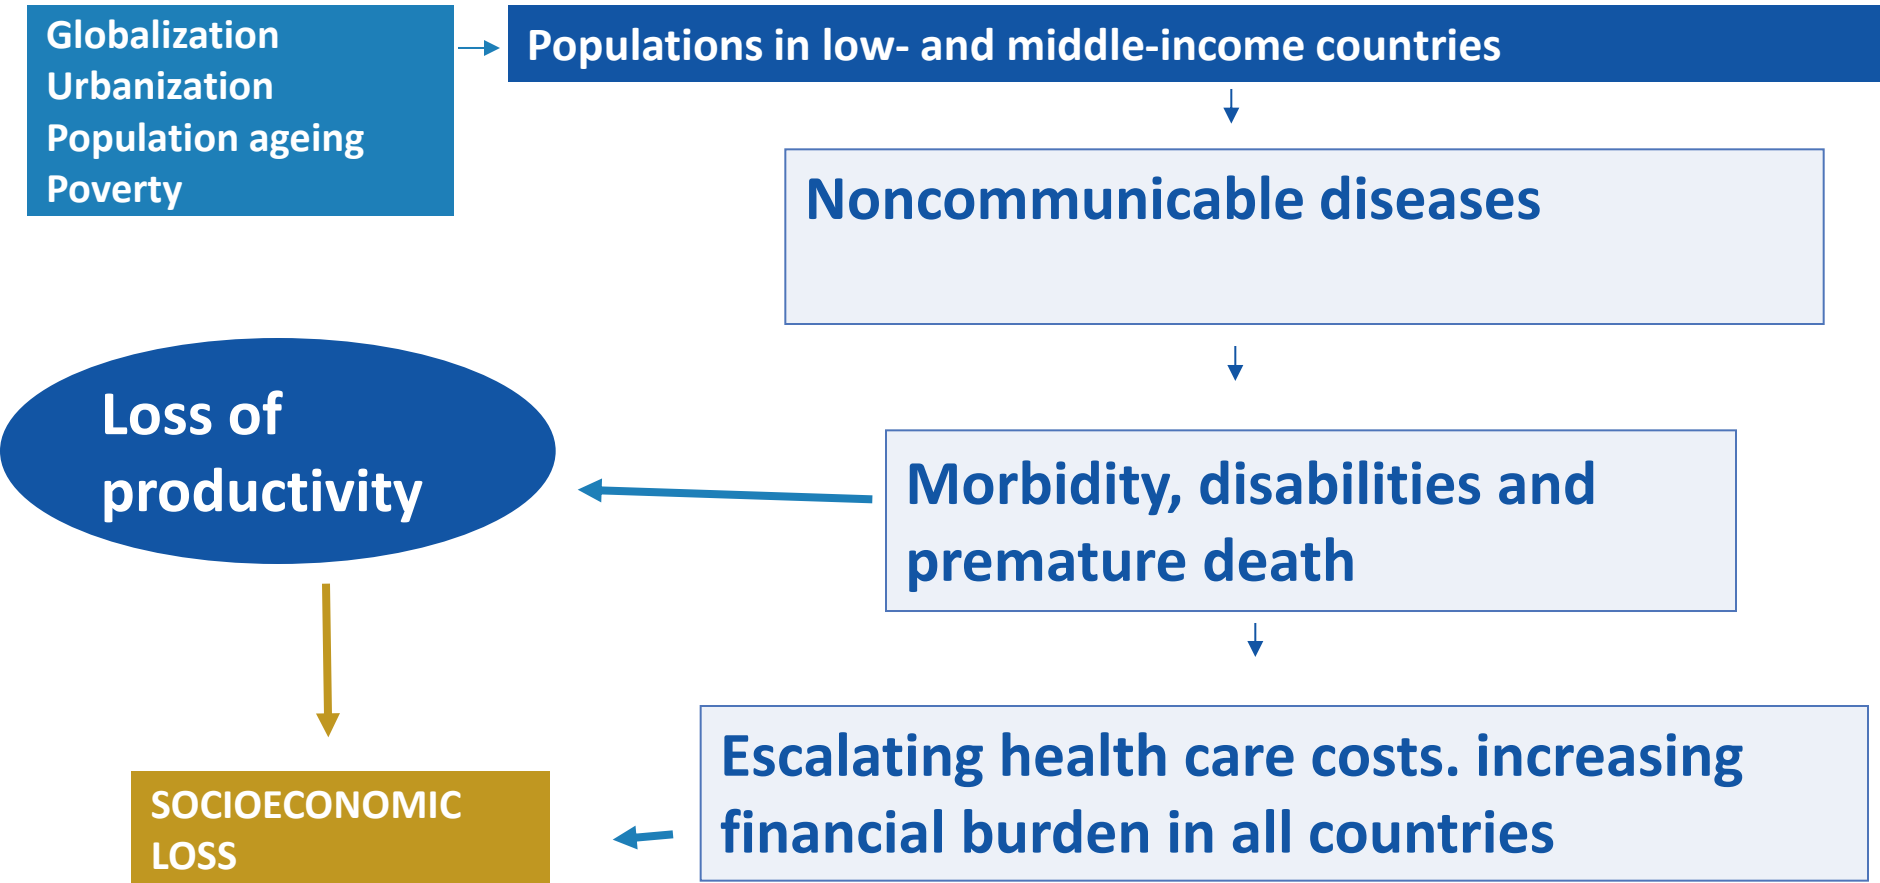 Globalization
Urbanization
Population ageing
Poverty
Populations in low- and middle-income countries
Noncommunicable diseases
Loss of
productivity
Morbidity, disabilities and
premature death
Escalating health care costs. increasing
financial burden in all countries
SOCIOECONOMIC
LOSS